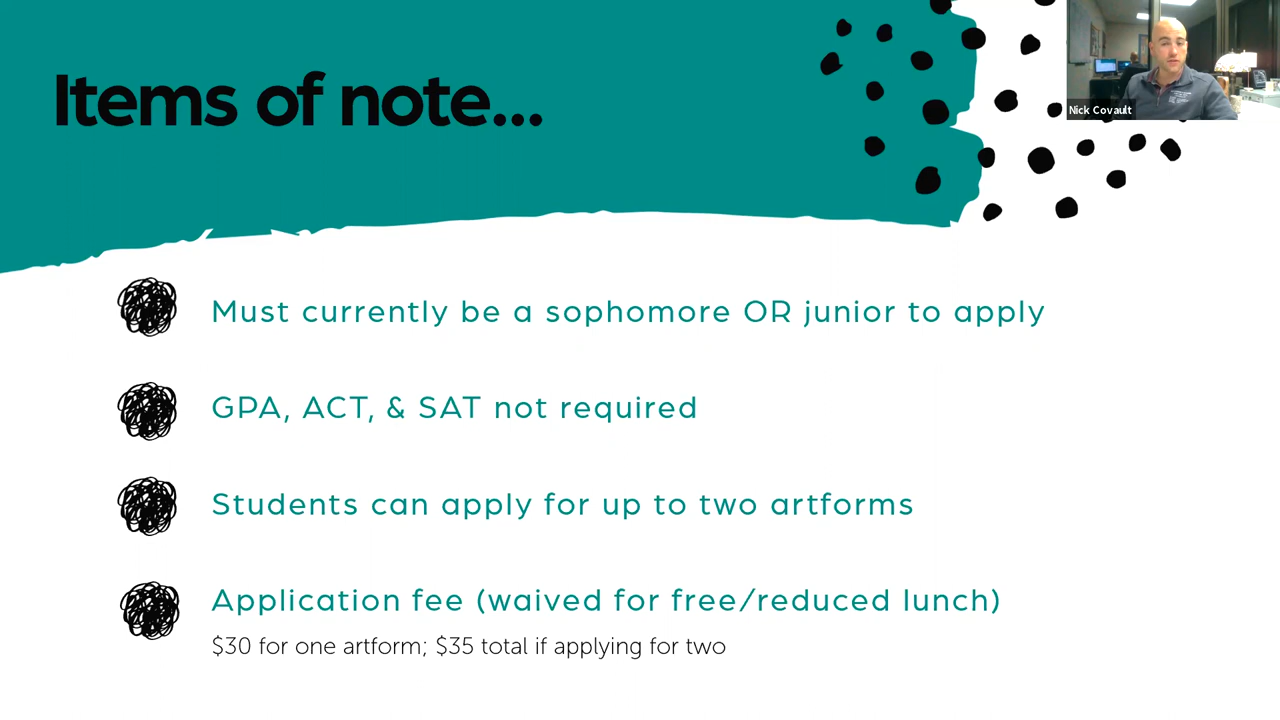 Items of note...
Nick Covault
Must currently be a sophomore OR junior to apply
GPA, ACT, & SAT not required
Students can apply for up to two artforms
Application fee (waived for free/reduced lunch)
$30 for one artform; $35 total if applying for two